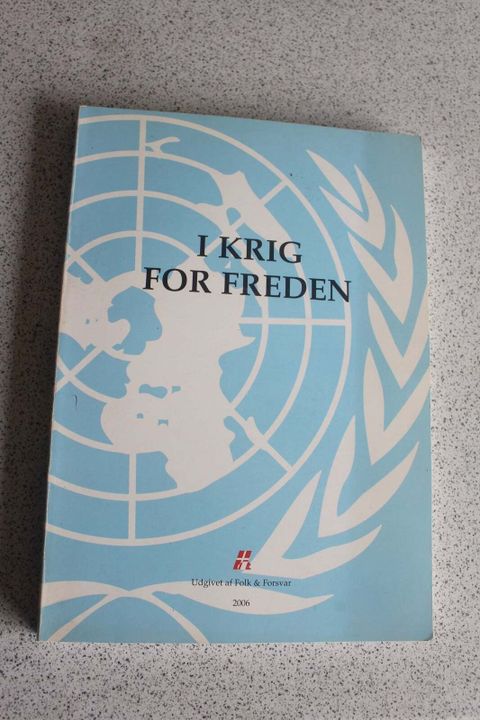 I KRIG
FOR FREDEN
Udgivet af Folk & Forsvar
2006